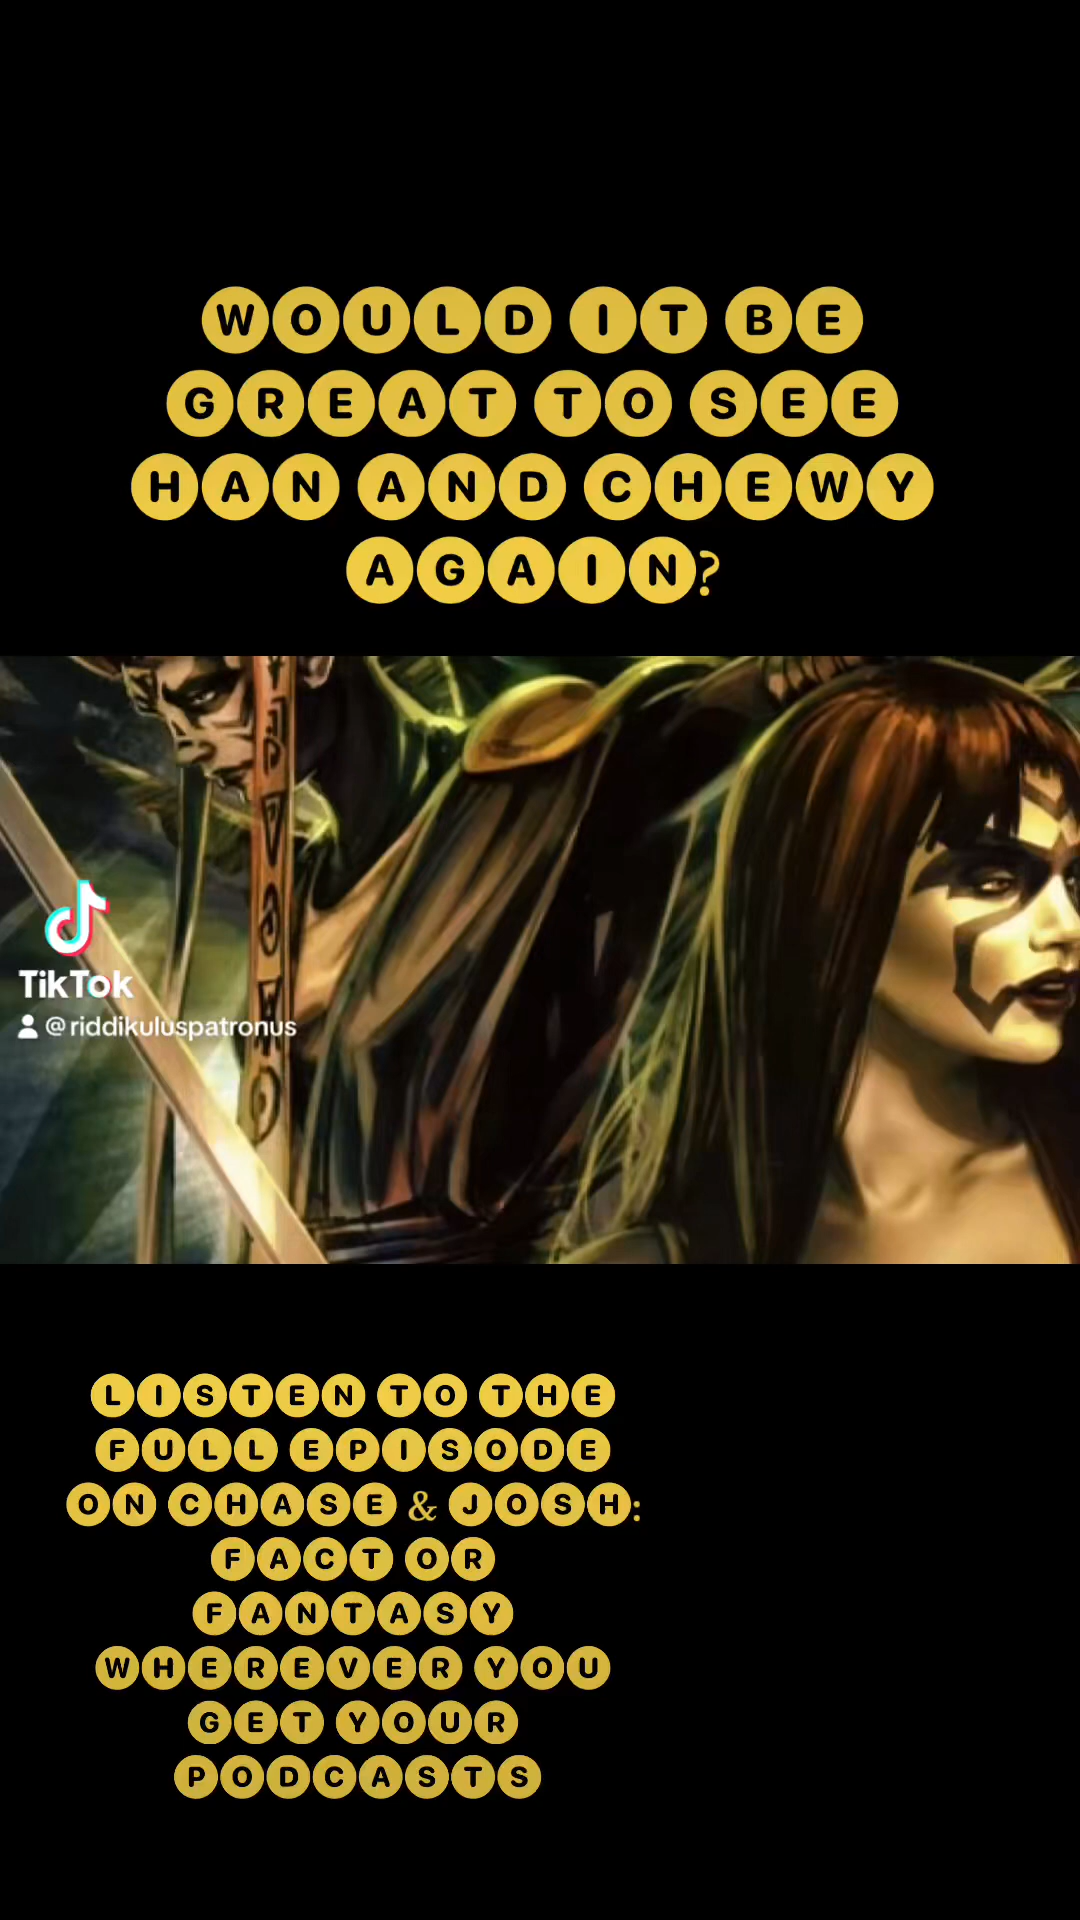 WOULD IT BE
GREAT TO SEE
HAN AND CHEWY
AGAIN?
TikTok
@riddikuluspatronus
LISTEN TO THE
FULL EPISODE
ON CHASE & JOSH:
FACT OR
FANTASY
WHEREVER YOU
GET YOUR
PODCASTS